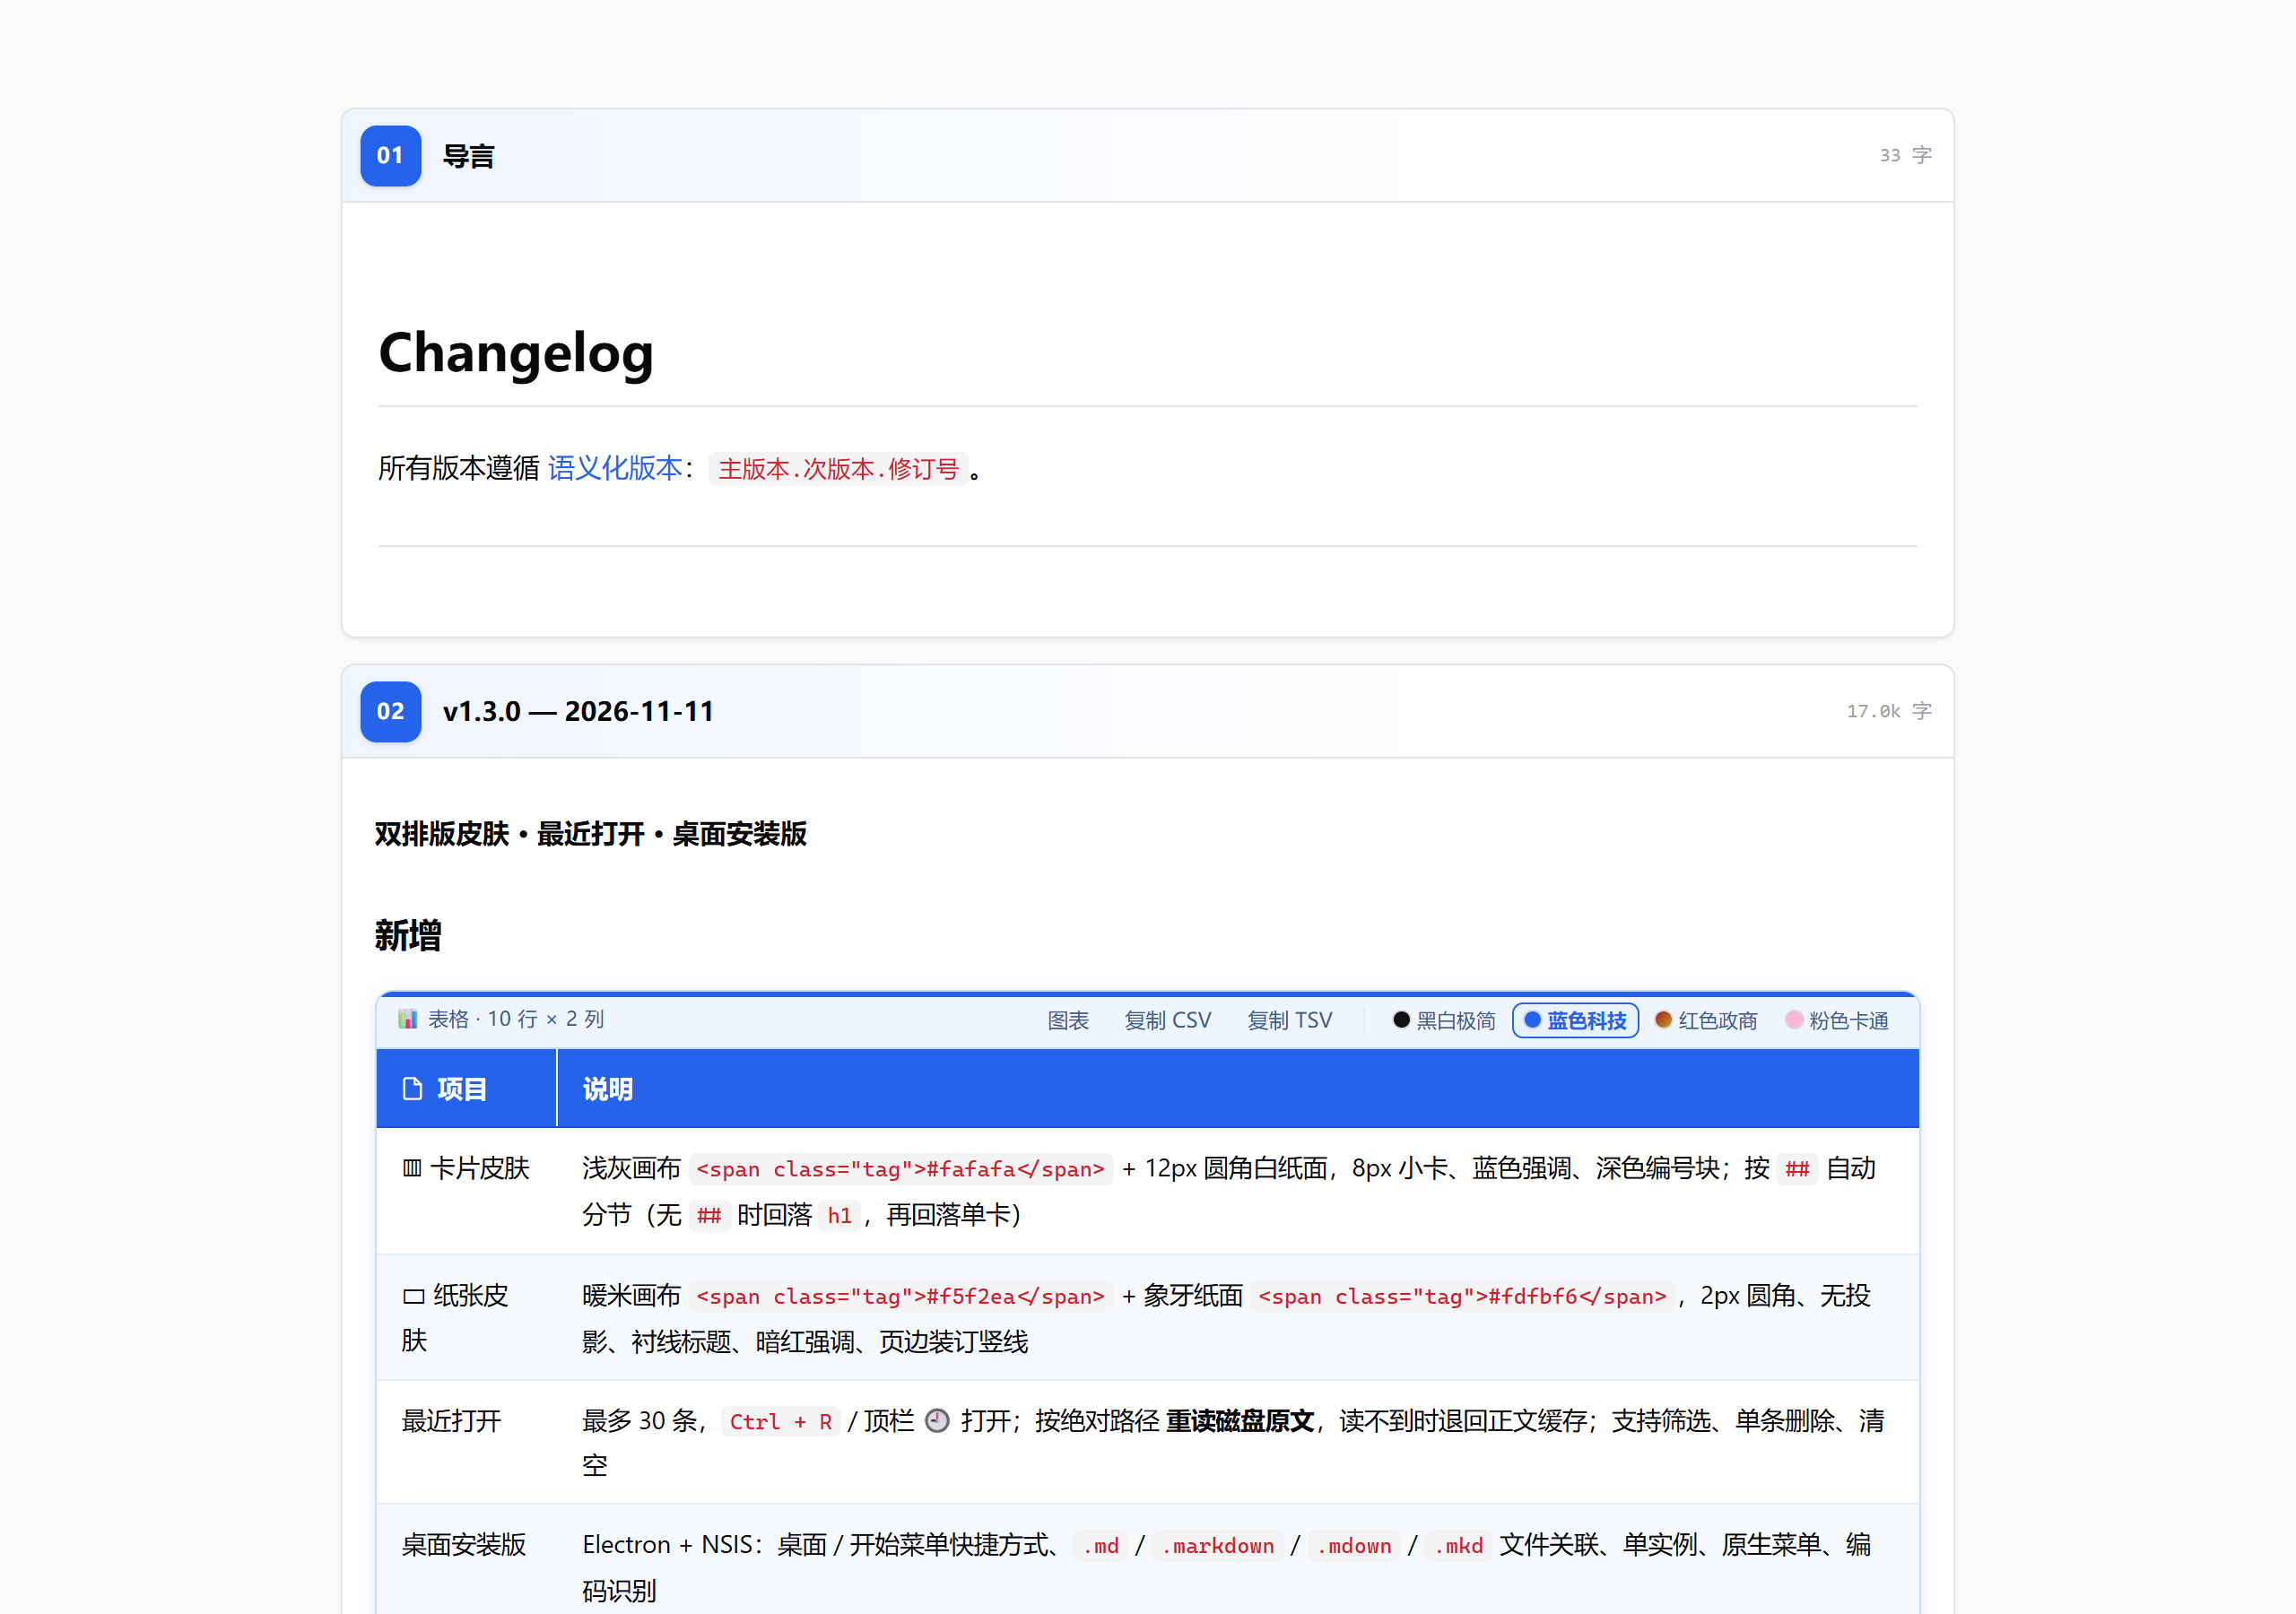 01 导言 33 字
Changelog
所有版本遵循 语义化版本： 主版本.次版本.修订号 。
02 v1.3.0 — 2026-11-11 17.0k 字
双排版皮肤 • 最近打开 • 桌面安装版
新增
表格 · 10 行 × 2 列 图表 复制 CSV 复制 TSV 黑白极简 蓝色科技 红色政商 粉色卡通
项目 说明
卡片皮肤 浅灰画布 <span class="tag">#fafafa</span> + 12px 圆角白纸面，8px 小卡、蓝色强调、深色编号块；按 ## 自动
分节（无 ## 时回落 h1 ，再回落单卡）
纸张皮 暖米画布 <span class="tag">#f5f2ea</span> + 象牙纸面 <span class="tag">#fdfbf6</span> ，2px 圆角、无投
肤 影、衬线标题、暗红强调、页边装订竖线
最近打开 最多 30 条， Ctrl + R / 顶栏 🕘 打开；按绝对路径 重读磁盘原文，读不到时退回正文缓存；支持筛选、单条删除、清
空
桌面安装版 Electron + NSIS：桌面 / 开始菜单快捷方式、 .md / .markdown / .mdown / .mkd 文件关联、单实例、原生菜单、编
码识别